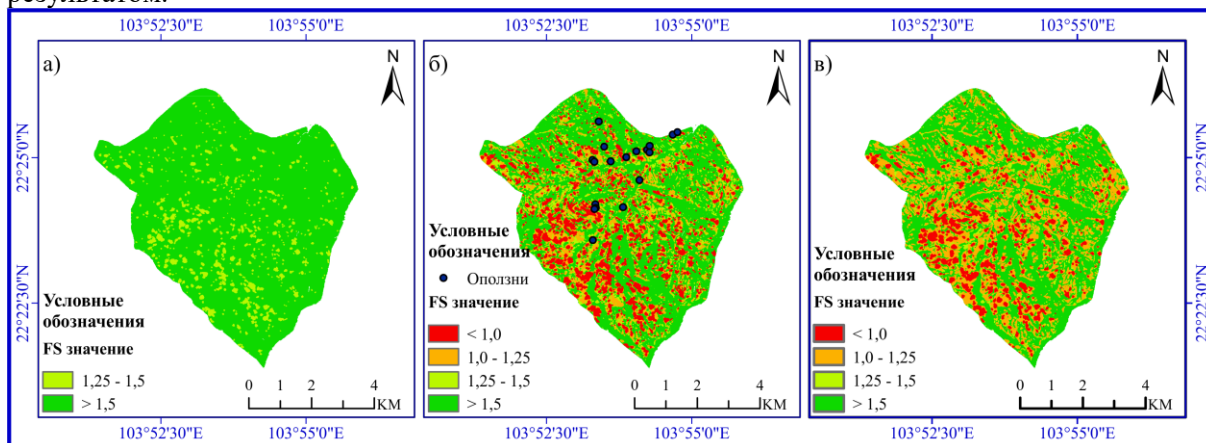 результатом.
103°52'30"E 103°55'0"E 103°52'30"E 103°55'0"E 103°52'30"E 103°55'0"E
а) N б) N в) N
22°25'0"N 22°25'0"N
22°22'30"N 22°22'30"N
Условные
обозначения
FS значение
1,25 - 1,5
> 1,5
0 1 2 4
КМ
Условные
обозначения
Оползни
FS значение
< 1,0
1,0 - 1,25
1,25 - 1,5
> 1,5
0 1 2 4
КМ
Условные
обозначения
FS значение
< 1,0
1,0 - 1,25
1,25 - 1,5
> 1,5
0 1 2 4
КМ
103°52'30"E 103°55'0"E 103°52'30"E 103°55'0"E 103°52'30"E 103°55'0"E